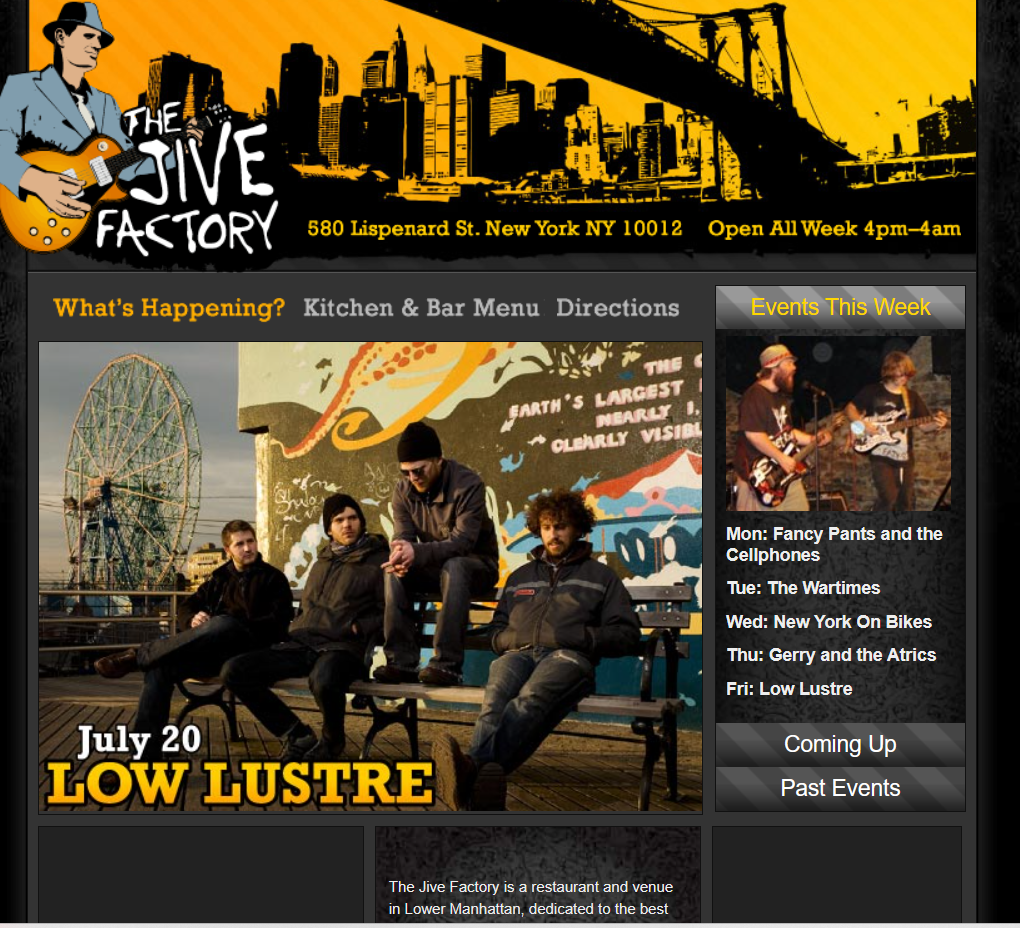 THE
JIVE
FACTORY
580 Lispenard St. New York NY 10012 Open All Week 4pm–4am
What's Happening? Kitchen & Bar Menu Directions
Events This Week
THE
EARTH'S LARGEST
NEARLY 1,
CLEARLY VISIBL
July 20
LOW LUSTRE
Mon: Fancy Pants and the
Cellphones
Tue: The Wartimes
Wed: New York On Bikes
Thu: Gerry and the Atrics
Fri: Low Lustre
Coming Up
Past Events
The Jive Factory is a restaurant and venue
in Lower Manhattan, dedicated to the best